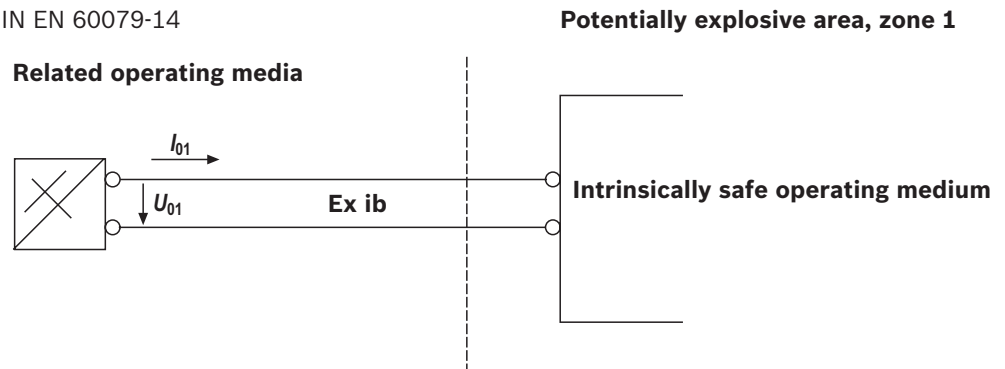 IN EN 60079-14
Potentially explosive area, zone 1
Related operating media
I01
U01
Ex ib
Intrinsically safe operating medium